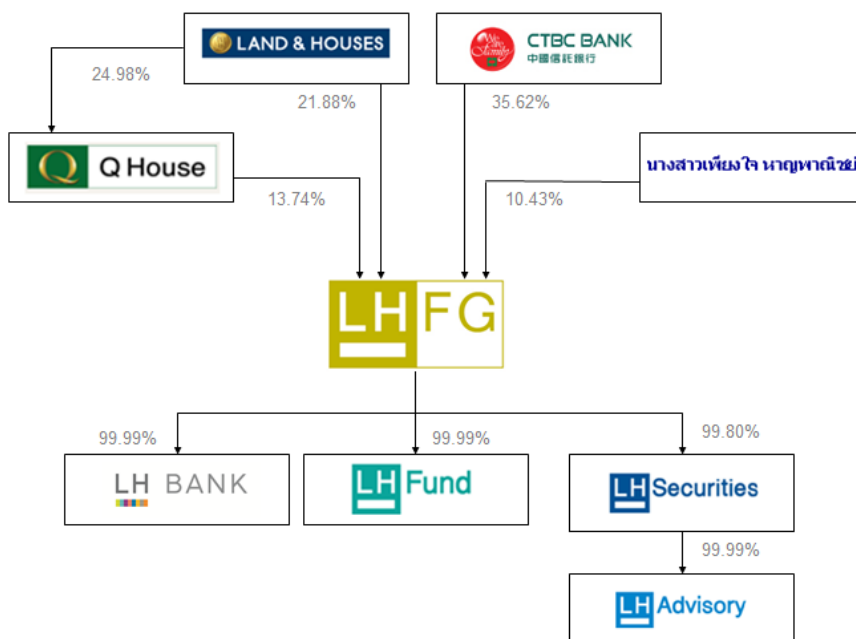 LAND & HOUSES
We are Family
CTBC BANK
中國信託銀行
24.98%
21.88%
35.62%
Q Q House
นางสาวเพียงใจ หาญพาณิชย์
13.74%
10.43%
LH FG
99.99%
99.99%
99.80%
LH BANK
LH Fund
LH Securities
99.99%
LH Advisory